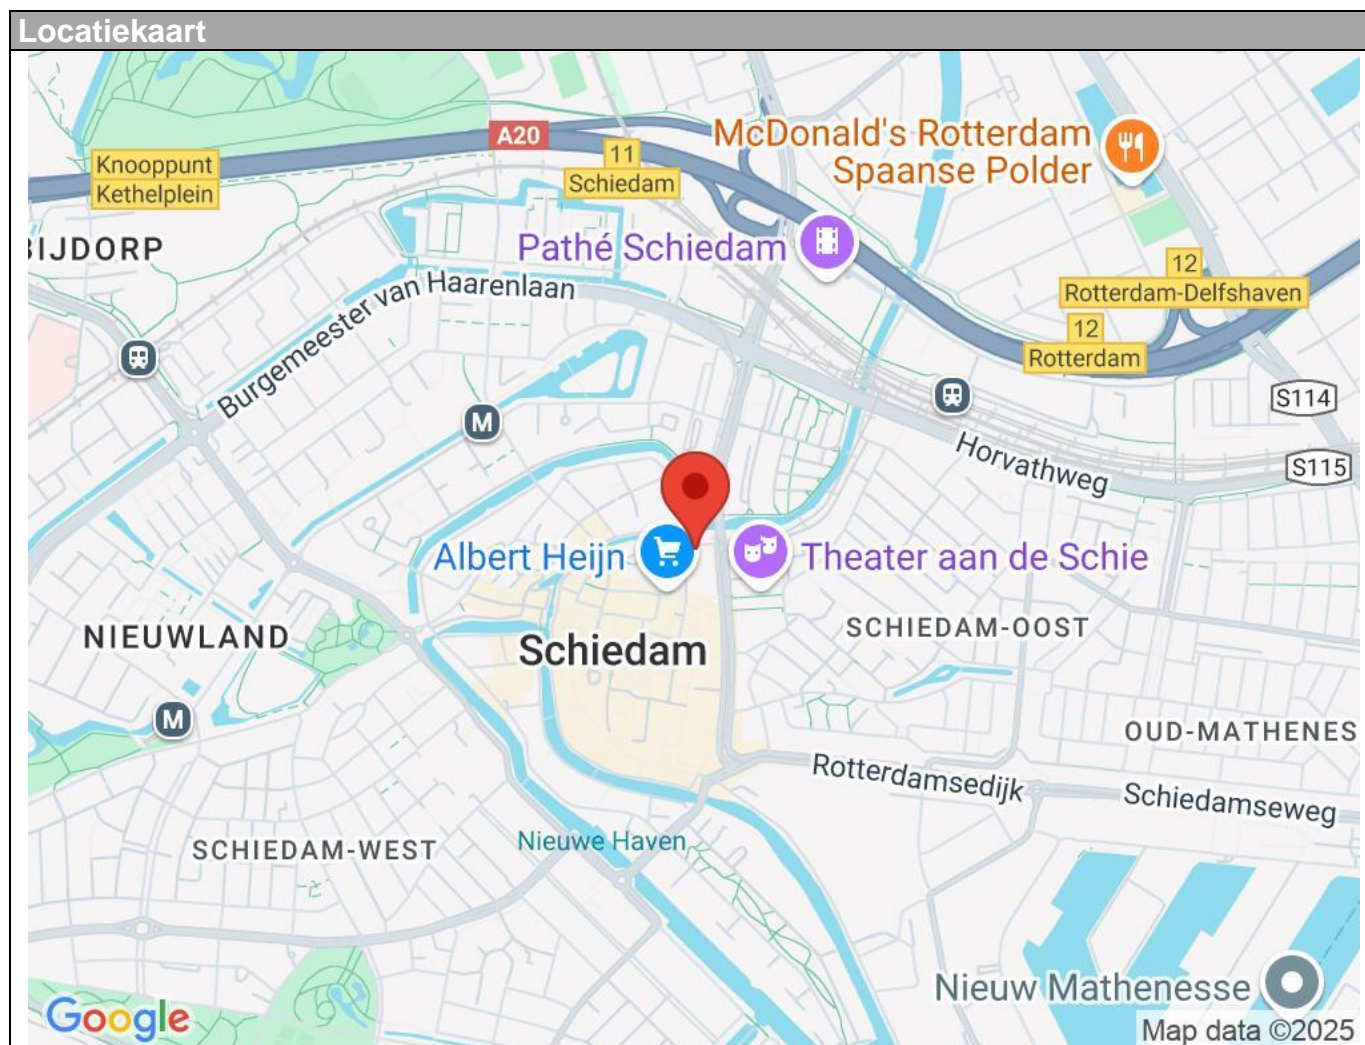 Locatiekaart
A20
11
Schiedam
McDonald's Rotterdam
Spaanse Polder
Knooppunt
Kethelplein
BIJDORP
Pathé Schiedam
Burgemeester van Haarenlaan
12
Rotterdam-Delfshaven
12
Rotterdam
S114
M
Horvathweg
S115
Albert Heijn
Theater aan de Schie
NIEUWLAND
Schiedam
SCHIEDAM-OOST
M
OUD-MATHENES
Rotterdamsedijk
Schiedamseweg
SCHIEDAM-WEST
Nieuwe Haven
Nieuw Mathenesse
Google
Map data ©2025